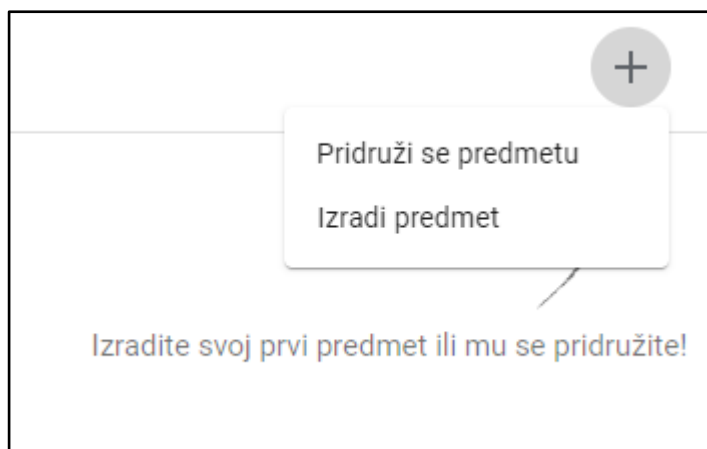 Pridruži se predmetu
Izradi predmet
Izradite svoj prvi predmet ili mu se pridružite!